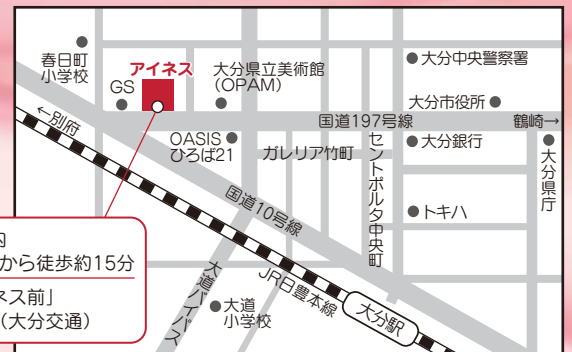 春日町
小学校
アイネス
GS
大分県立美術館
(OPAM)
大分中央警察署
大分市役所
国道197号線
鶴崎→
←別府
OASIS
ひろば21
ガレリア竹町
セントポルタ中央町
大分銀行
大分県庁
トキハ
国道10号線
内
から徒歩約15分
ネス前」
(大分交通)
大道バイパス
大道
小学校
JR日豊本線
大分駅